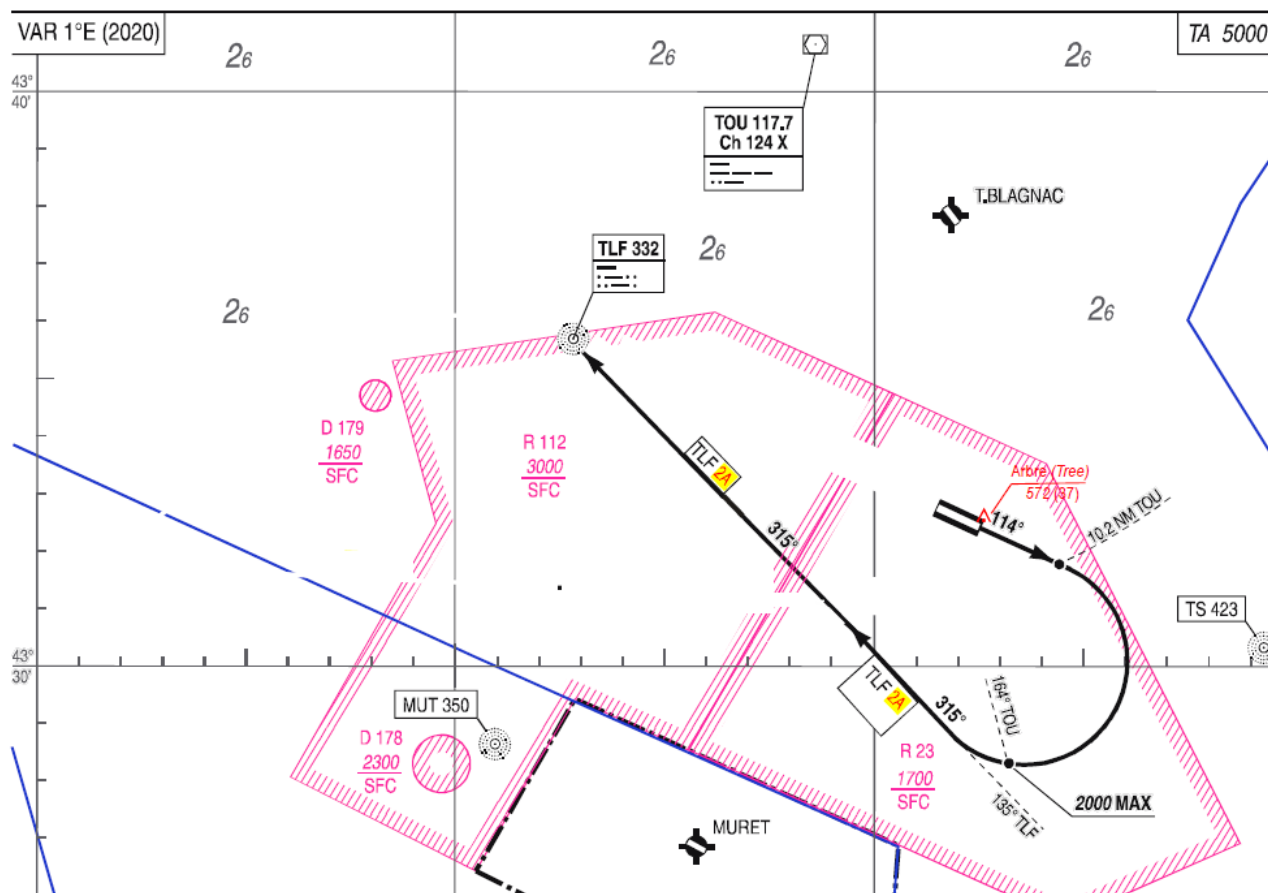 VAR 1°E (2020)
TA 5000
26
26
26
43°
40'
TOU 117.7
Ch 124 X
T.BLAGNAC
TLF 332
26
26
26
D 179
1650
SFC
R 112
3000
SFC
TLF 2A
Arbre (Tree)
572 (37)
114°
10.2 NM TOU
315°
TS 423
43°
30'
TLF 2A
315°
164° TOU
MUT 350
D 178
2300
SFC
R 23
1700
SFC
135° TLF
2000 MAX
MURET